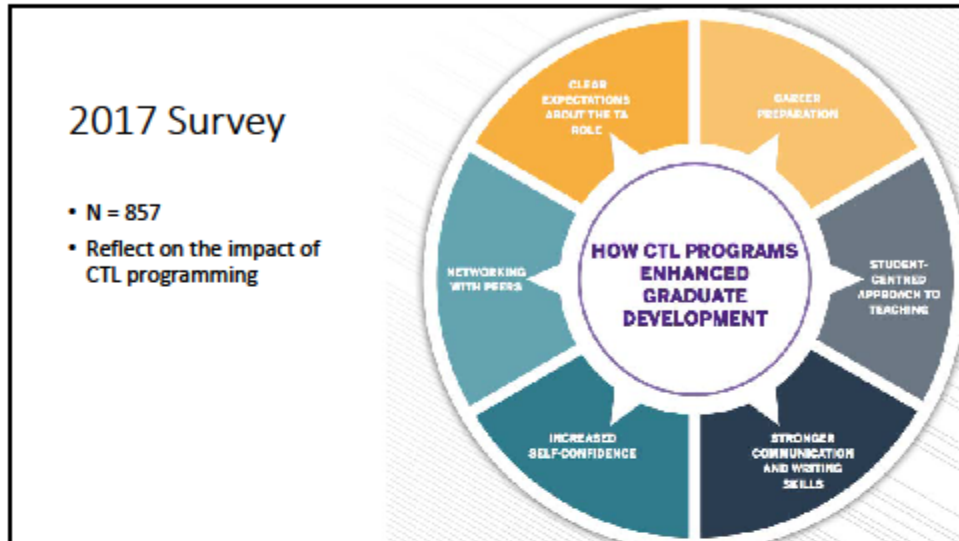 2017 Survey
• N = 857
• Reflect on the impact of
CTL programming
CLEAR
EXPECTATIONS
ABOUT THE TA
ROLE
CAREER
PREPARATION
NETWORKING
WITH PEERS
HOW CTL PROGRAMS
ENHANCED
GRADUATE
DEVELOPMENT
STUDENT-
CENTRED
APPROACH TO
TEACHING
INCREASED
SELF-CONFIDENCE
STRONGER
COMMUNICATION
AND WRITING
SKILLS